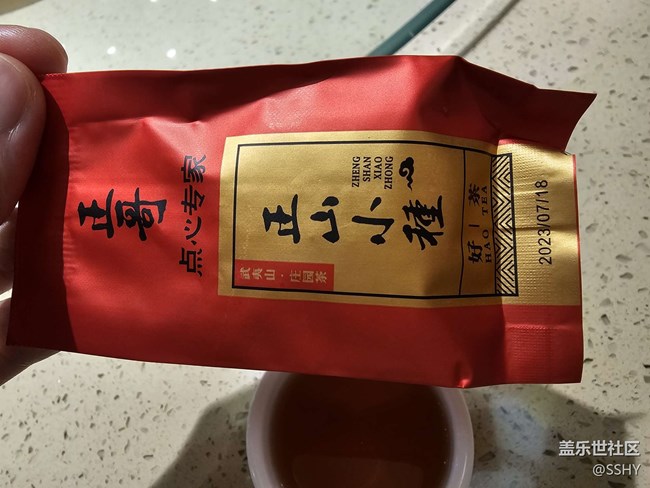 正哥
点心专家
ZHENG
SHAN
XIAO
ZHONG
正山小種
武夷山·庄园茶
好|茶
HAO TEA
2023/07/18
盖乐世社区
@SSHY